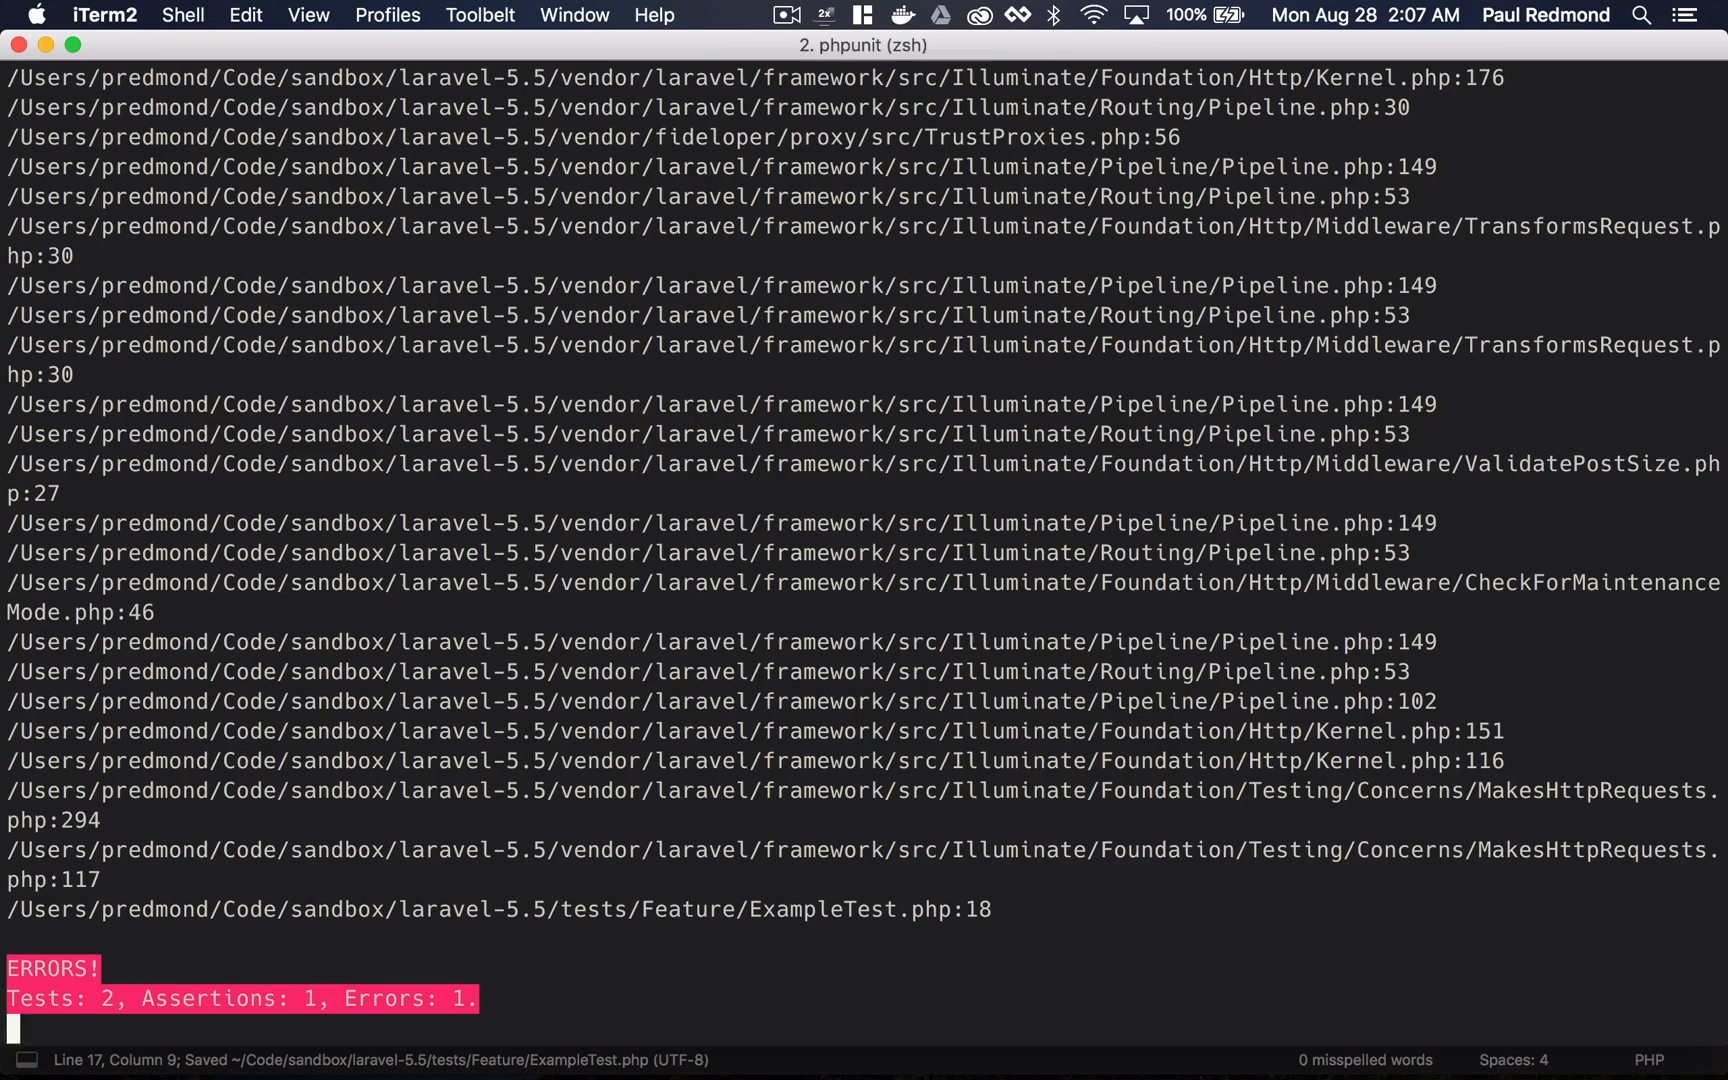 iTerm2 Shell Edit View Profiles Toolbelt Window Help 2x 100% Mon Aug 28 2:07 AM Paul Redmond
2. phpunit (zsh)
/Users/predmond/Code/sandbox/laravel-5.5/vendor/laravel/framework/src/Illuminate/Foundation/Http/Kernel.php:176
/Users/predmond/Code/sandbox/laravel-5.5/vendor/laravel/framework/src/Illuminate/Routing/Pipeline.php:30
/Users/predmond/Code/sandbox/laravel-5.5/vendor/fideloper/proxy/src/TrustProxies.php:56
/Users/predmond/Code/sandbox/laravel-5.5/vendor/laravel/framework/src/Illuminate/Pipeline/Pipeline.php:149
/Users/predmond/Code/sandbox/laravel-5.5/vendor/laravel/framework/src/Illuminate/Routing/Pipeline.php:53
/Users/predmond/Code/sandbox/laravel-5.5/vendor/laravel/framework/src/Illuminate/Foundation/Http/Middleware/TransformsRequest.p
hp:30
/Users/predmond/Code/sandbox/laravel-5.5/vendor/laravel/framework/src/Illuminate/Pipeline/Pipeline.php:149
/Users/predmond/Code/sandbox/laravel-5.5/vendor/laravel/framework/src/Illuminate/Routing/Pipeline.php:53
/Users/predmond/Code/sandbox/laravel-5.5/vendor/laravel/framework/src/Illuminate/Foundation/Http/Middleware/TransformsRequest.p
hp:30
/Users/predmond/Code/sandbox/laravel-5.5/vendor/laravel/framework/src/Illuminate/Pipeline/Pipeline.php:149
/Users/predmond/Code/sandbox/laravel-5.5/vendor/laravel/framework/src/Illuminate/Routing/Pipeline.php:53
/Users/predmond/Code/sandbox/laravel-5.5/vendor/laravel/framework/src/Illuminate/Foundation/Http/Middleware/ValidatePostSize.ph
p:27
/Users/predmond/Code/sandbox/laravel-5.5/vendor/laravel/framework/src/Illuminate/Pipeline/Pipeline.php:149
/Users/predmond/Code/sandbox/laravel-5.5/vendor/laravel/framework/src/Illuminate/Routing/Pipeline.php:53
/Users/predmond/Code/sandbox/laravel-5.5/vendor/laravel/framework/src/Illuminate/Foundation/Http/Middleware/CheckForMaintenance
Mode.php:46
/Users/predmond/Code/sandbox/laravel-5.5/vendor/laravel/framework/src/Illuminate/Pipeline/Pipeline.php:149
/Users/predmond/Code/sandbox/laravel-5.5/vendor/laravel/framework/src/Illuminate/Routing/Pipeline.php:53
/Users/predmond/Code/sandbox/laravel-5.5/vendor/laravel/framework/src/Illuminate/Pipeline/Pipeline.php:102
/Users/predmond/Code/sandbox/laravel-5.5/vendor/laravel/framework/src/Illuminate/Foundation/Http/Kernel.php:151
/Users/predmond/Code/sandbox/laravel-5.5/vendor/laravel/framework/src/Illuminate/Foundation/Http/Kernel.php:116
/Users/predmond/Code/sandbox/laravel-5.5/vendor/laravel/framework/src/Illuminate/Foundation/Testing/Concerns/MakesHttpRequests.
php:294
/Users/predmond/Code/sandbox/laravel-5.5/vendor/laravel/framework/src/Illuminate/Foundation/Testing/Concerns/MakesHttpRequests.
php:117
/Users/predmond/Code/sandbox/laravel-5.5/tests/Feature/ExampleTest.php:18
ERRORS!
Tests: 2, Assertions: 1, Errors: 1.
Line 17, Column 9; Saved ~/Code/sandbox/laravel-5.5/tests/Feature/ExampleTest.php (UTF-8) 0 misspelled words Spaces: 4 PHP